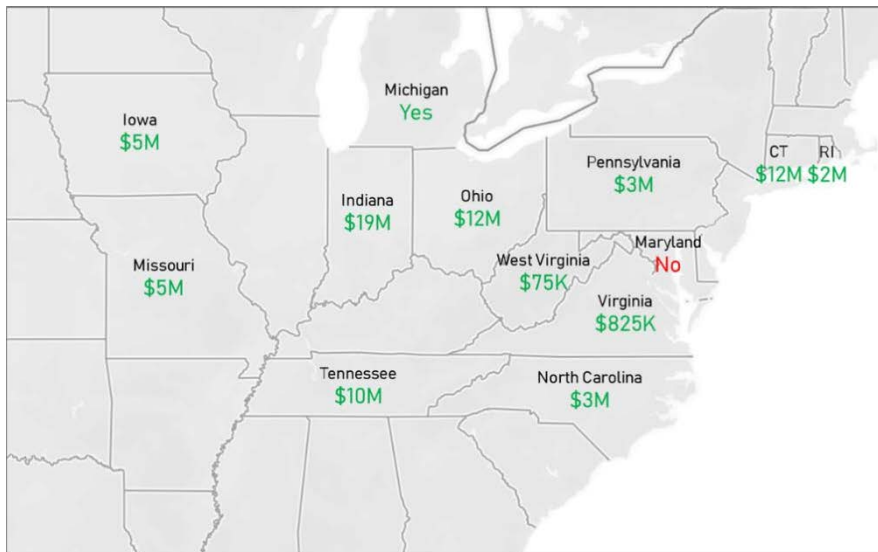 Michigan
Yes
Iowa
$5M
CT
$12M
RI
$2M
Pennsylvania
$3M
Indiana
$19M
Ohio
$12M
Maryland
No
West Virginia
$75K
Missouri
$5M
Virginia
$825K
Tennessee
$10M
North Carolina
$3M